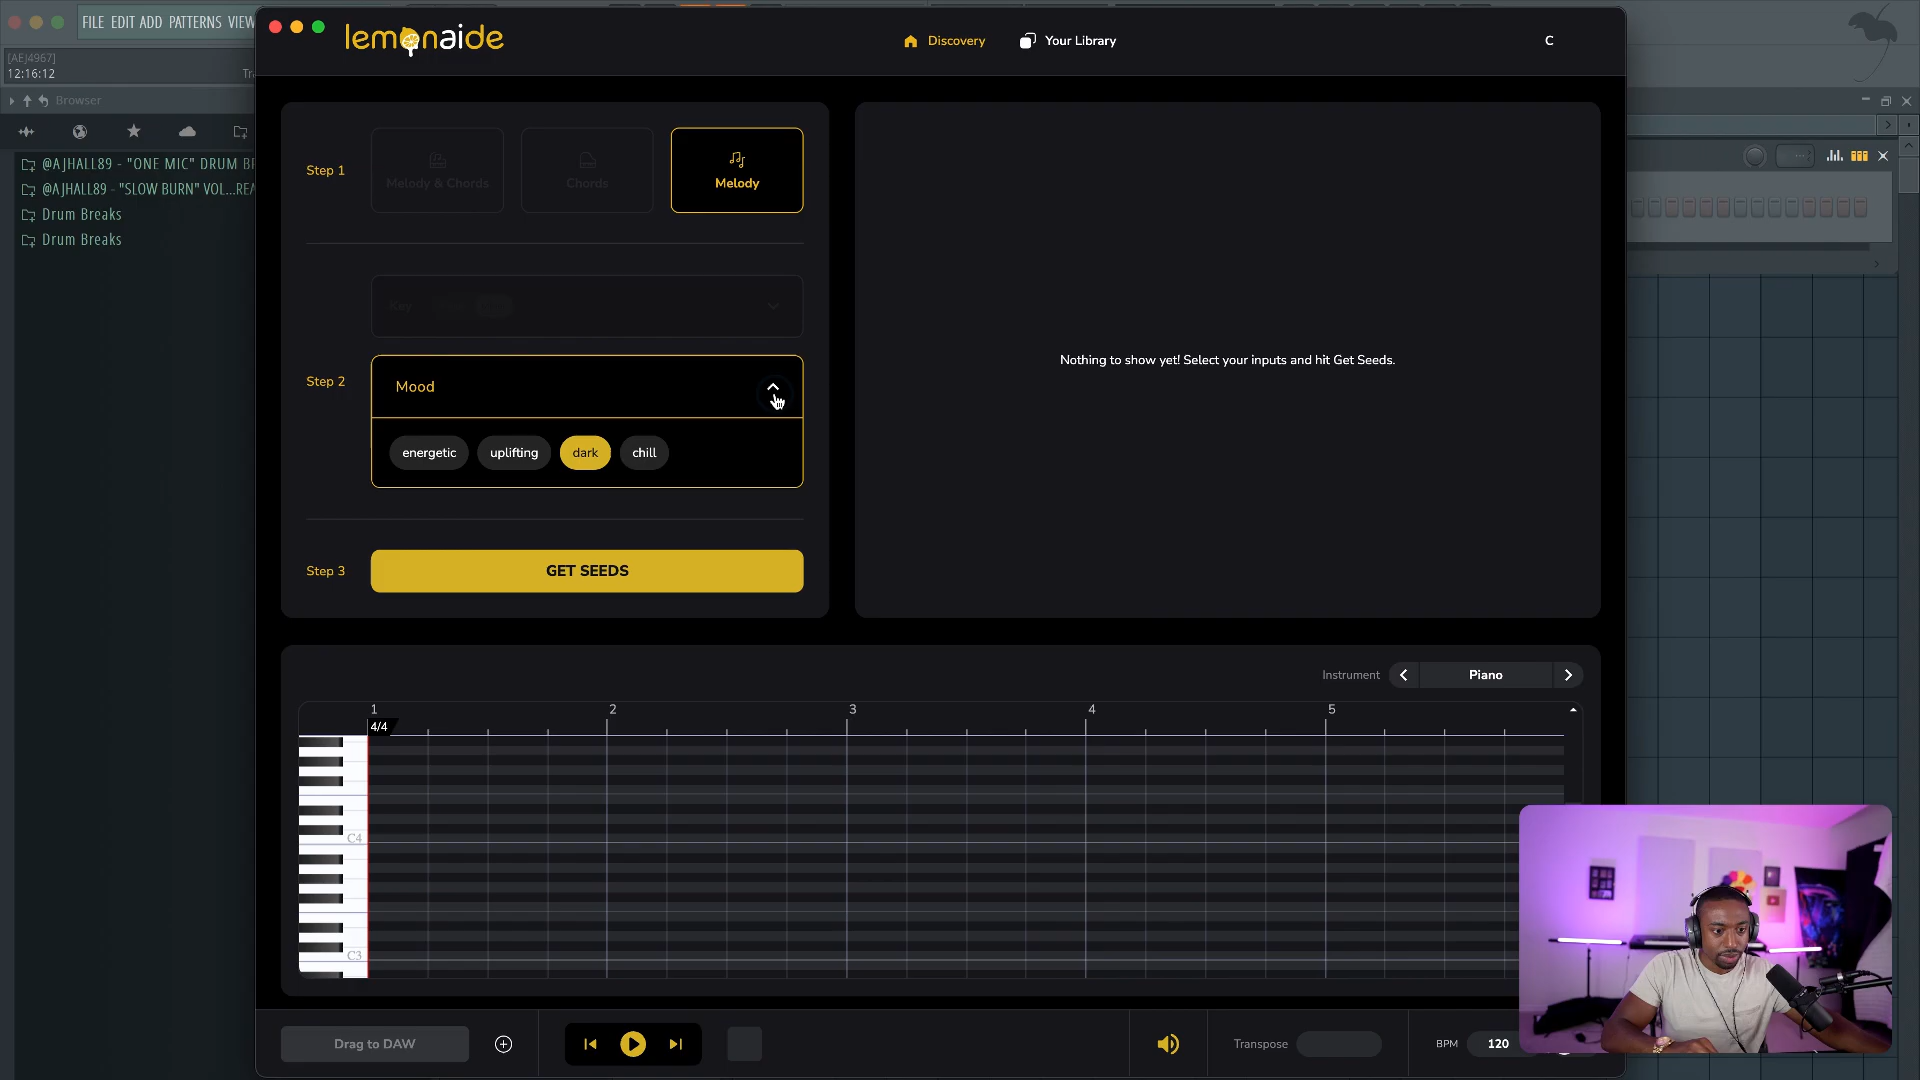 FILE EDIT ADD PATTERNS VIEW
lemonaide
Discovery
Your Library
C
[AEJ4967]
12:16:12
Browser
@AJHALL89 - "ONE MIC" DRUM
@AJHALL89 - "SLOW BURN" VOL...REA
Drum Breaks
Drum Breaks
Step 1
Melody & Chords
Chords
Melody
Key
Step 2
Mood
energetic
uplifting
dark
chill
Step 3
GET SEEDS
Nothing to show yet! Select your inputs and hit Get Seeds.
Instrument
Piano
1
2
3
4
5
4/4
C4
C3
Drag to DAW
Transpose
BPM
120